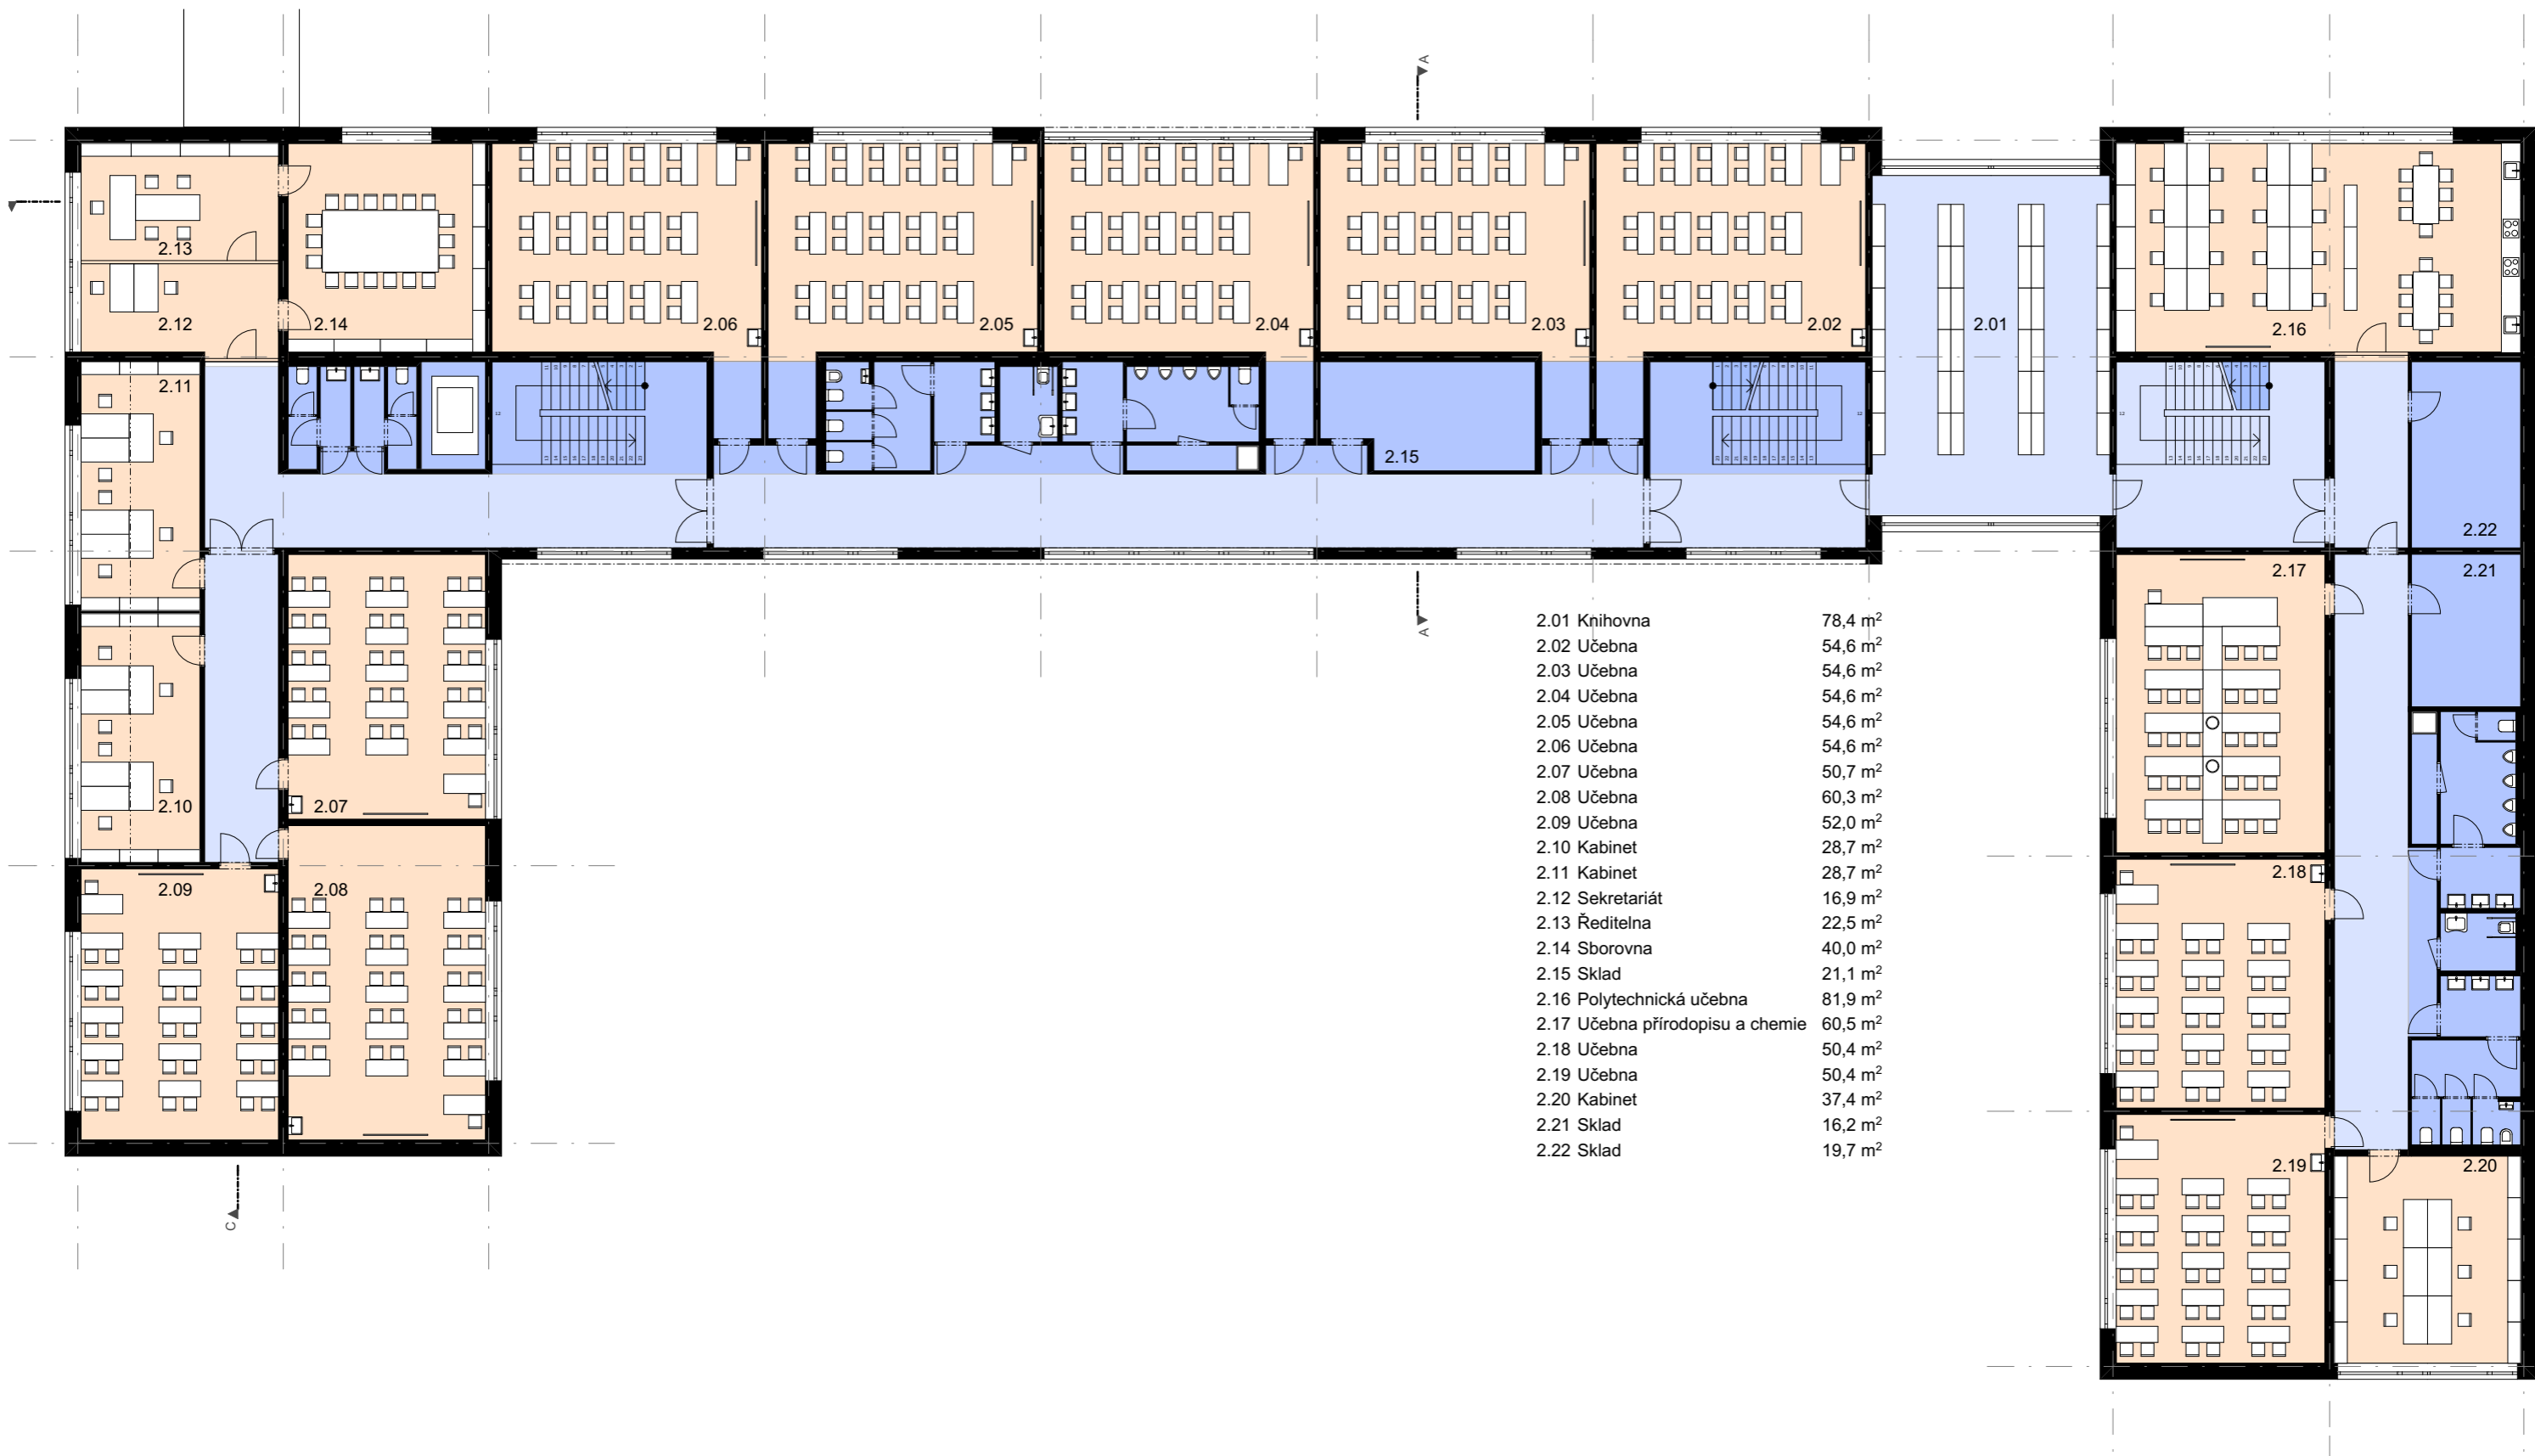 A
2.13
2.12
2.14
2.06
2.05
2.04
2.03
2.02
2.01
2.16
2.11
2.15
2.22
2.17
2.21
A
2.10
2.07
2.09
2.08
2.18
2.19
2.20
C
2.01 Knihovna 78,4 m²
2.02 Učebna 54,6 m²
2.03 Učebna 54,6 m²
2.04 Učebna 54,6 m²
2.05 Učebna 54,6 m²
2.06 Učebna 54,6 m²
2.07 Učebna 50,7 m²
2.08 Učebna 60,3 m²
2.09 Učebna 52,0 m²
2.10 Kabinet 28,7 m²
2.11 Kabinet 28,7 m²
2.12 Sekretariát 16,9 m²
2.13 Ředitelna 22,5 m²
2.14 Sborovna 40,0 m²
2.15 Sklad 21,1 m²
2.16 Polytechnická učebna 81,9 m²
2.17 Učebna přírodopisu a chemie 60,5 m²
2.18 Učebna 50,4 m²
2.19 Učebna 50,4 m²
2.20 Kabinet 37,4 m²
2.21 Sklad 16,2 m²
2.22 Sklad 19,7 m²